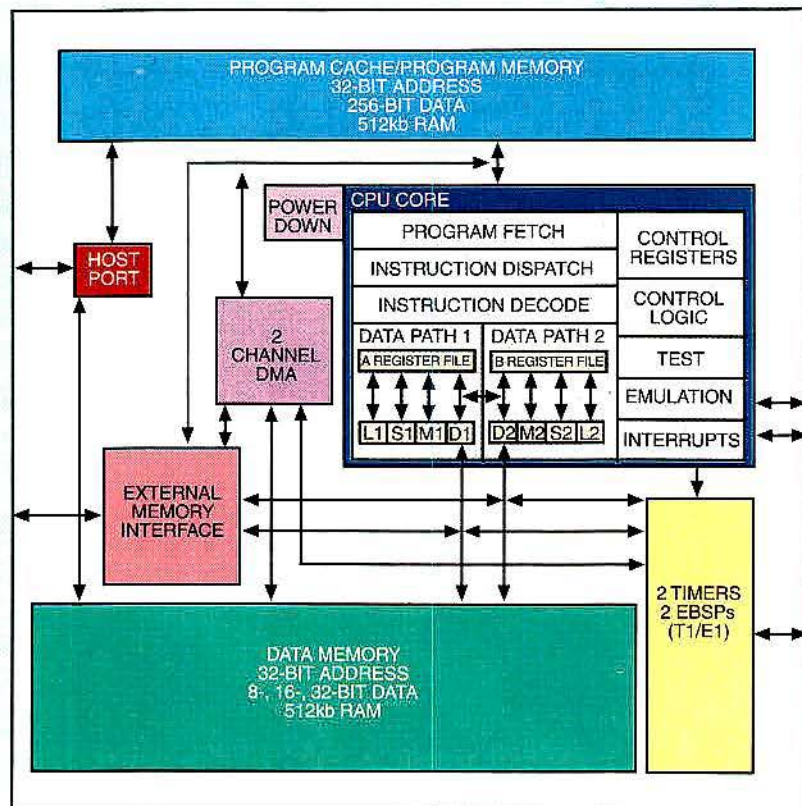 PROGRAM CACHE/PROGRAM MEMORY
32-BIT ADDRESS
256-BIT DATA
512kb RAM
POWER
DOWN
CPU CORE
PROGRAM FETCH
INSTRUCTION DISPATCH
INSTRUCTION DECODE
DATA PATH 1
A REGISTER FILE
L1 S1 M1 D1
DATA PATH 2
B REGISTER FILE
D2 M2 S2 L2
CONTROL
REGISTERS
CONTROL
LOGIC
TEST
EMULATION
INTERRUPTS
HOST
PORT
2
CHANNEL
DMA
EXTERNAL
MEMORY
INTERFACE
2 TIMERS
2 EBSPs
(T1/E1)
DATA MEMORY
32-BIT ADDRESS
8-, 16-, 32-BIT DATA
512kb RAM